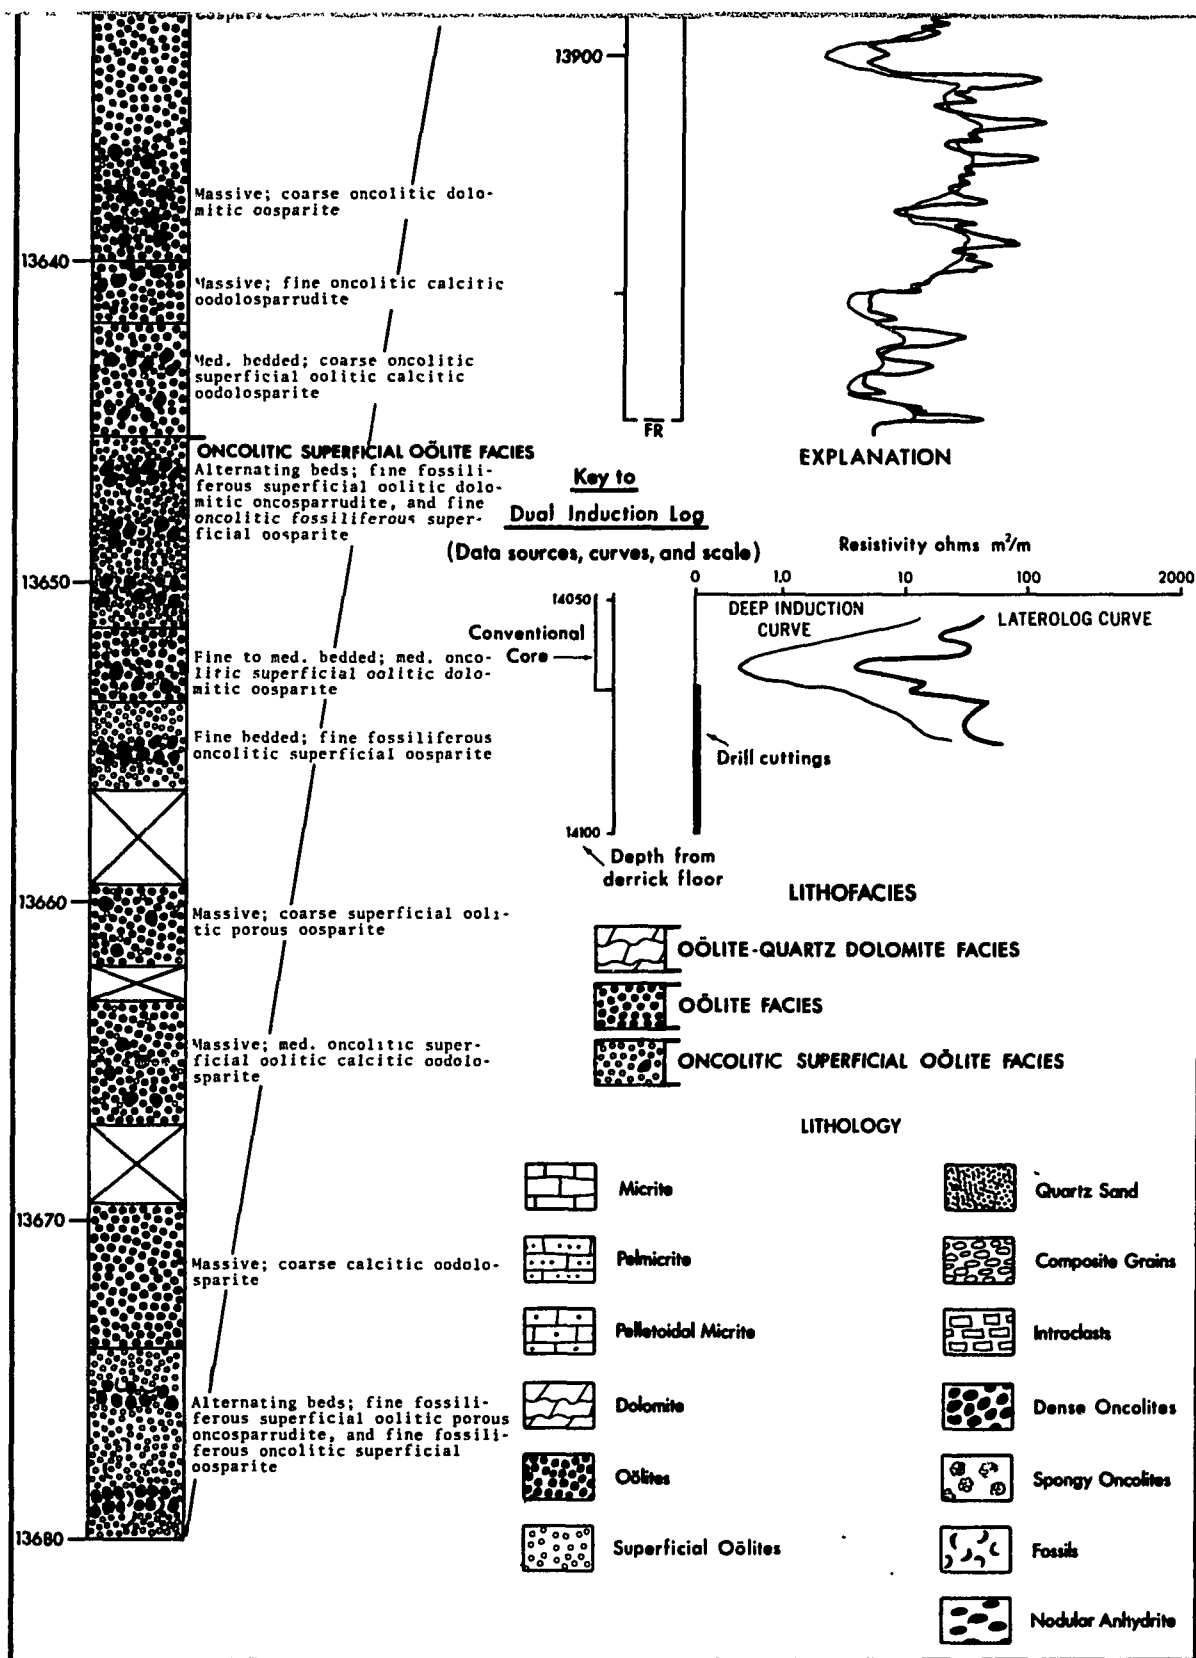 oosparite
Massive; coarse oncolitic dolo-
mitic oosparite
13640
Massive; fine oncolitic calcitic
oodolosparrudite
Med. bedded; coarse oncolitic
superficial oolitic calcitic
oodolosparite
ONCOLITIC SUPERFICIAL OÖLITE FACIES
Alternating beds; fine fossili-
ferous superficial oolitic dolo-
mitic oncosparrudite, and fine
oncolitic fossiliferous super-
ficial oosparite
13650
Fine to med. bedded; med. onco-
litic superficial oolitic dolo-
mitic oosparite
Fine bedded; fine fossiliferous
oncolitic superficial oosparite
13660
Massive; coarse superficial ooli-
tic porous oosparite
Massive; med. oncolitic super-
ficial oolitic calcitic oodolo-
sparite
13670
Massive; coarse calcitic oodolo-
sparite
Alternating beds; fine fossili-
ferous superficial oolitic porous
oncosparrudite, and fine fossili-
ferous oncolitic superficial
oosparite
13680
13900
FR
EXPLANATION
Key to
Dual Induction Log
(Data sources, curves, and scale)
Resistivity ohms m²/m
0 1.0 10 100 2000
14050
DEEP INDUCTION
CURVE
LATEROLOG CURVE
Conventional
Core
Drill cuttings
14100
Depth from
derrick floor
LITHOFACIES
OÖLITE-QUARTZ DOLOMITE FACIES
OÖLITE FACIES
ONCOLITIC SUPERFICIAL OÖLITE FACIES
LITHOLOGY
Micrite
Pelmicrite
Pelletoidal Micrite
Dolomite
Oölites
Superficial Oölites
Quartz Sand
Composite Grains
Intraclasts
Dense Oncolites
Spongy Oncolites
Fossils
Nodular Anhydrite